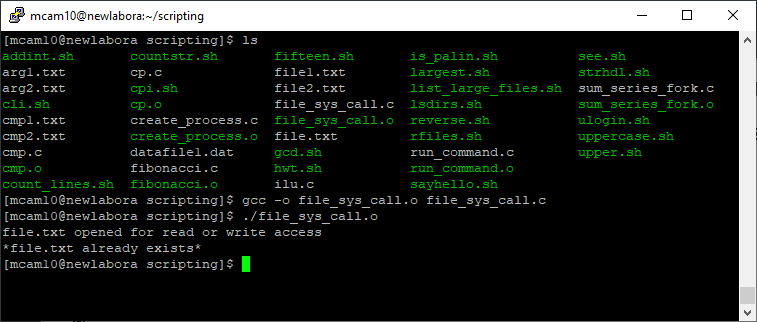 mcam10@newlabora:~/scripting
[mcam10@newlabora scripting]$ ls
addint.sh countstr.sh fifteen.sh is_palin.sh see.sh
arg1.txt cp.c file1.txt largest.sh strhdl.sh
arg2.txt cpi.sh file2.txt list_large_files.sh sum_series_fork.c
cli.sh cp.o file_sys_call.c lsdirs.sh sum_series_fork.o
cmp1.txt create_process.c file_sys_call.o reverse.sh ulogin.sh
cmp2.txt create_process.o file.txt rfiles.sh uppercase.sh
cmp.c datafile1.dat gcd.sh run_command.c upper.sh
cmp.o fibonacci.c hwt.sh run_command.o
count_lines.sh fibonacci.o ilu.c sayhello.sh
[mcam10@newlabora scripting]$ gcc -o file_sys_call.o file_sys_call.c
[mcam10@newlabora scripting]$ ./file_sys_call.o
file.txt opened for read or write access
*file.txt already exists*
[mcam10@newlabora scripting]$